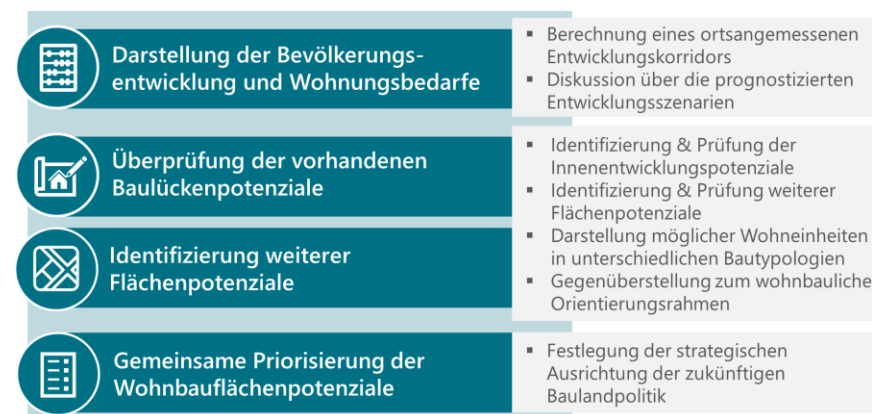 Darstellung der Bevölkerungs-
entwicklung und Wohnungsbedarfe
▪ Berechnung eines ortsangemessenen
Entwicklungskorridors
▪ Diskussion über die prognostizierten
Entwicklungsszenarien
Überprüfung der vorhandenen
Baulückenpotenziale
Identifizierung weiterer
Flächenpotenziale
▪ Identifizierung & Prüfung der
Innenentwicklungspotenziale
▪ Identifizierung & Prüfung weiterer
Flächenpotenziale
▪ Darstellung möglicher Wohneinheiten
in unterschiedlichen Bautypologien
▪ Gegenüberstellung zum wohnbauliche
Orientierungsrahmen
Gemeinsame Priorisierung der
Wohnbauflächenpotenziale
▪ Festlegung der strategischen
Ausrichtung der zukünftigen
Baulandpolitik